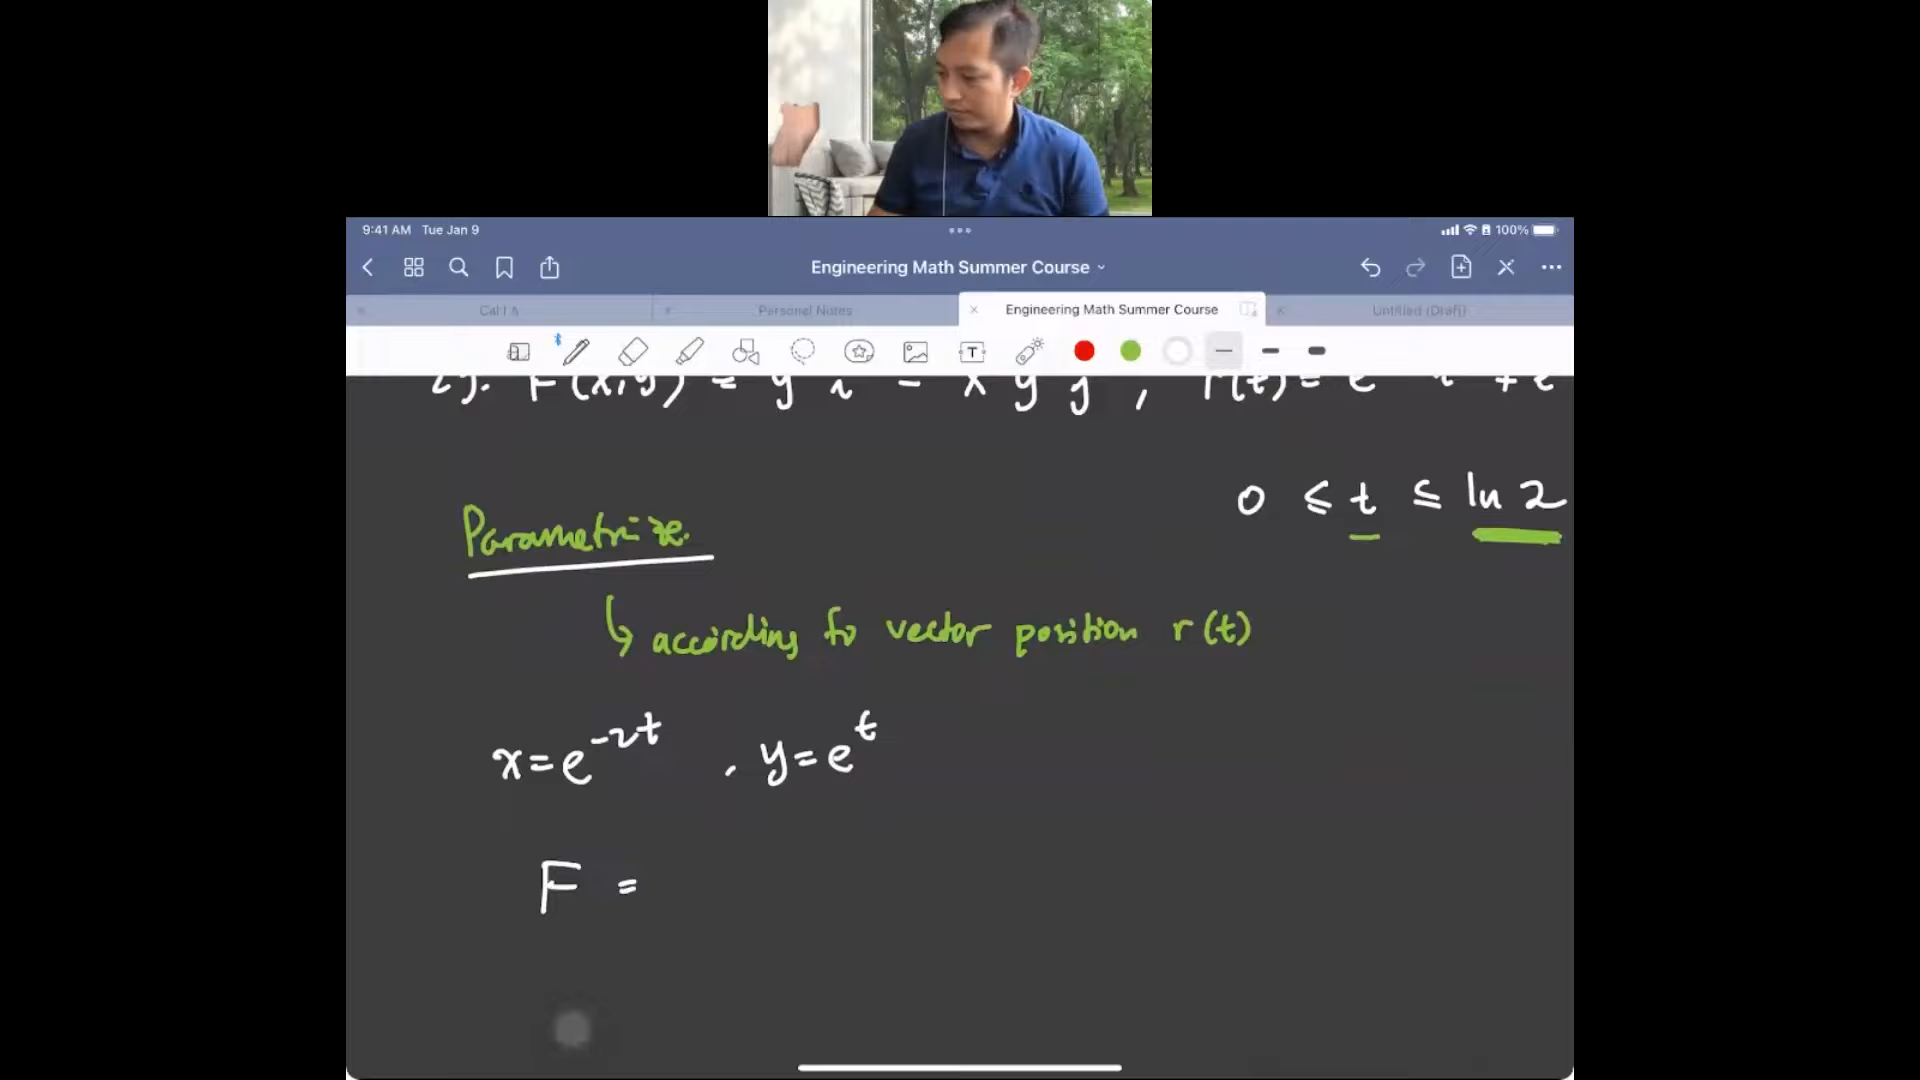 9:41 AM Tue Jan 9
100%
Engineering Math Summer Course
Personal Notes
Engineering Math Summer Course
Untitled (Draft)
T
F(x,y) = y i - x y j , r(t) = e
0 ≤ t ≤ ln 2
Parametrize.
↳ according to vector position r(t)
x = e^{-2t} , y = e^t
F =